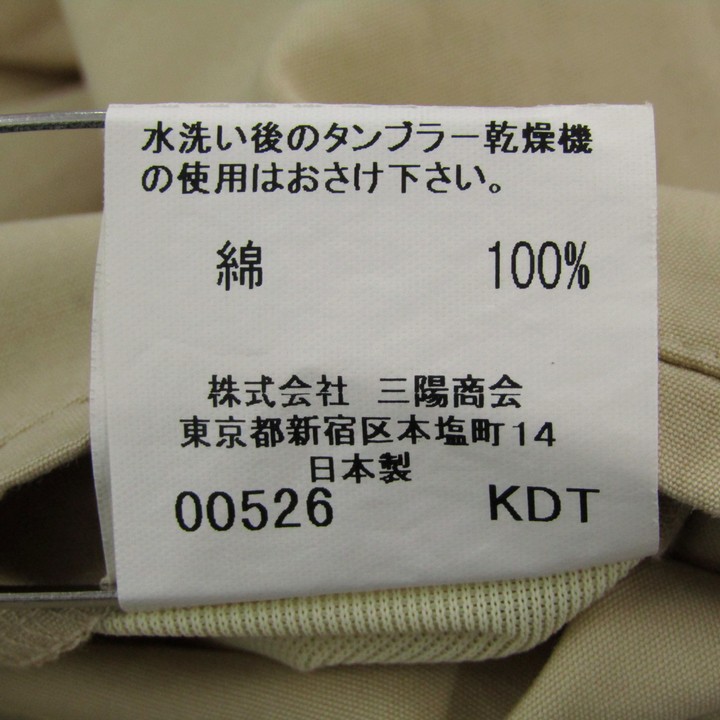 水洗い後のタンブラー乾燥機
の使用はおさけ下さい。
綿 100%
株式会社 三陽商会
東京都新宿区本塩町14
日本製
00526 KDT